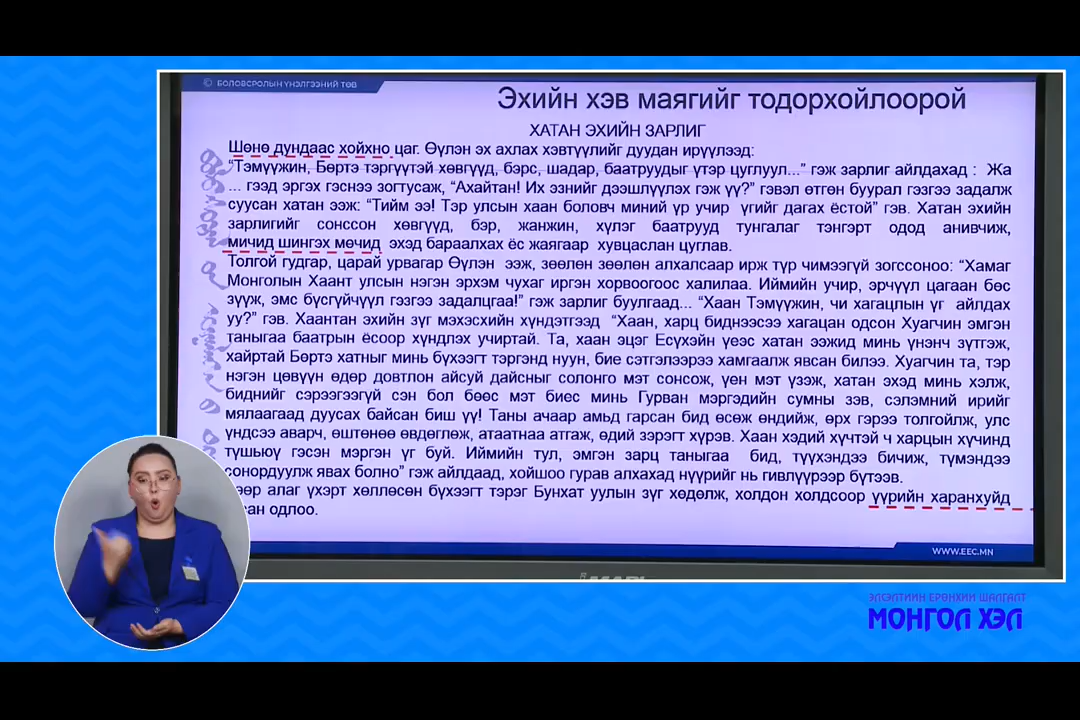 © БОЛОВСРОЛЫН ҮНЭЛГЭЭНИЙ ТӨВ
Эхийн хэв маягийг тодорхойлоорой
ХАТАН ЭХИЙН ЗАРЛИГ
Шөнө дундаас хойхно цаг. Өүлэн эх ахлах хэвтүүлийг дуудан ирүүлээд:
“Тэмүүжин, Бөртэ тэргүүтэй хөвгүүд, бэрс, шадар, баатруудыг үтэр цуглуул...” гэж зарлиг айлдахад : Жа
... гээд эргэх гэснээ зогтусаж, “Ахайтан! Их эзнийг дээшлүүлэх гэж үү?” гэвэл өтгөн буурал гэзгээ задалж
суусан хатан ээж: “Тийм ээ! Тэр улсын хаан боловч миний үр учир үгийг дагах ёстой” гэв. Хатан эхийн
зарлигийг сонссон хөвгүүд, бэр, жанжин, хүлэг баатрууд тунгалаг тэнгэрт одод анивчиж,
мичид шингэх мөчид эхэд бараалхах ёс жаягаар хувцаслан цуглав.
Толгой гудгар, царай урвагар Өүлэн ээж, зөөлөн зөөлөн алхалсаар ирж түр чимээгүй зогссоноо: “Хамаг
Монголын Хаант улсын нэгэн эрхэм чухаг иргэн хорвоогоос халилаа. Иймийн учир, эрчүүл цагаан бөс
зүүж, эмс бүсгүйчүүл гэзгээ задалцгаа!” гэж зарлиг буулгаад... “Хаан Тэмүүжин, чи хагацлын үг айлдах
уу?” гэв. Хаантан эхийн зүг мэхэсхийн хүндэтгээд “Хаан, харц биднээсээ хагацан одсон Хуагчин эмгэн
таныгаа баатрын ёсоор хүндлэх учиртай. Та, хаан эцэг Есүхэйн үеэс хатан ээжид минь үнэнч зүтгэж,
хайртай Бөртэ хатныг минь бүхээгт тэргэнд нуун, бие сэтгэлээрээ хамгаалж явсан билээ. Хуагчин та, тэр
нэгэн цөвүүн өдөр довтлон айсуй дайсныг солонго мэт сонсож, үен мэт үзэж, хатан эхэд минь хэлж,
биднийг сэрээгээгүй сэн бол бөөс мэт биес минь Гурван мэргэдийн сумны зэв, сэлэмний ирийг
мялаагаад дуусах байсан биш үү! Таны ачаар амьд гарсан бид өсөж өндийж, өрх гэрээ толгойлж, улс
үндсээ аварч, өштөнөө өвдөглөж, атаатнаа атгаж, өдий зэрэгт хүрэв. Хаан хэдий хүчтэй ч харцын хүчинд
түшьюү гэсэн мэргэн үг буй. Иймийн тул, эмгэн зарц таныгаа бид, түүхэндээ бичиж, түмэндээ
сонордуулж явах болно” гэж айлдаад, хойшоо гурав алхахад нүүрийг нь гивлүүрээр бүтээв.
алаг үхэрт хөллөсөн бүхээгт тэрэг Бунхат уулын зүг хөдөлж, холдон холдсоор үүрийн харанхуйд
одлоо.
WWW.EEC.MN
ЭЛСЭЛТИЙН ЕРӨНХИЙ ШАЛГАЛТ
МОНГОЛ ХЭЛ